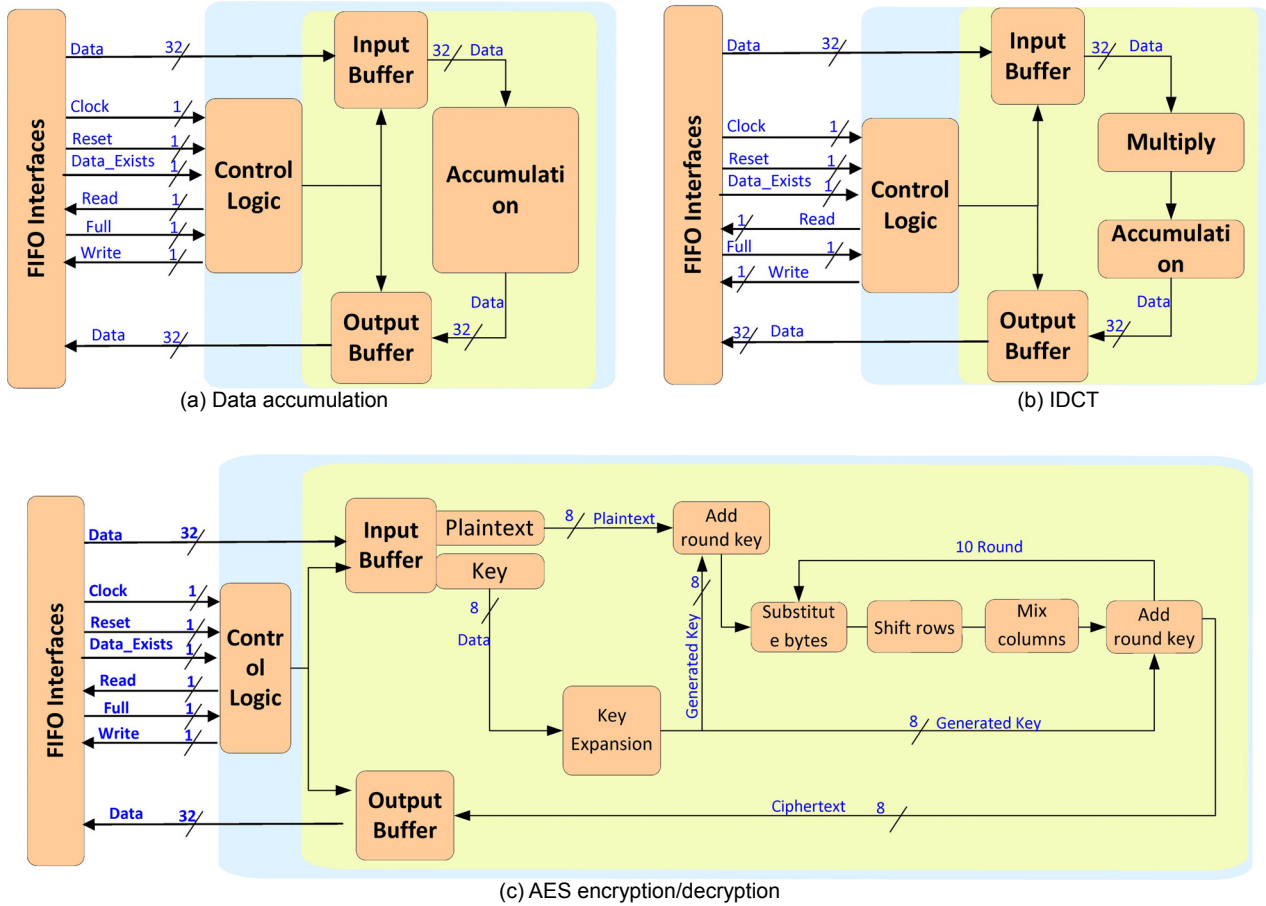 FIFO Interfaces
Data 32
Clock 1
Reset 1
Data_Exists 1
Read 1
Full 1
Write 1
Data 32
Control
Logic
Input
Buffer
32 Data
Accumulati
on
Data
32
Output
Buffer
(a) Data accumulation
FIFO Interfaces
Data 32
Clock 1
Reset 1
Data_Exists 1
1 Read
Full 1
1 Write
32 Data
Control
Logic
Input
Buffer
32 Data
Multiply
Accumulati
on
Data
32
Output
Buffer
(b) IDCT
FIFO Interfaces
Data 32
Clock 1
Reset 1
Data_Exists 1
Read 1
Full 1
Write 1
Data 32
Contr
ol
Logic
Input
Buffer
Plaintext
Key
8 Plaintext
8
Data
Key
Expansion
Generated Key 8
Add
round key
10 Round
Substitut
e bytes
Shift rows
Mix
columns
Add
round key
8 Generated Key
Ciphertext 8
Output
Buffer
(c) AES encryption/decryption